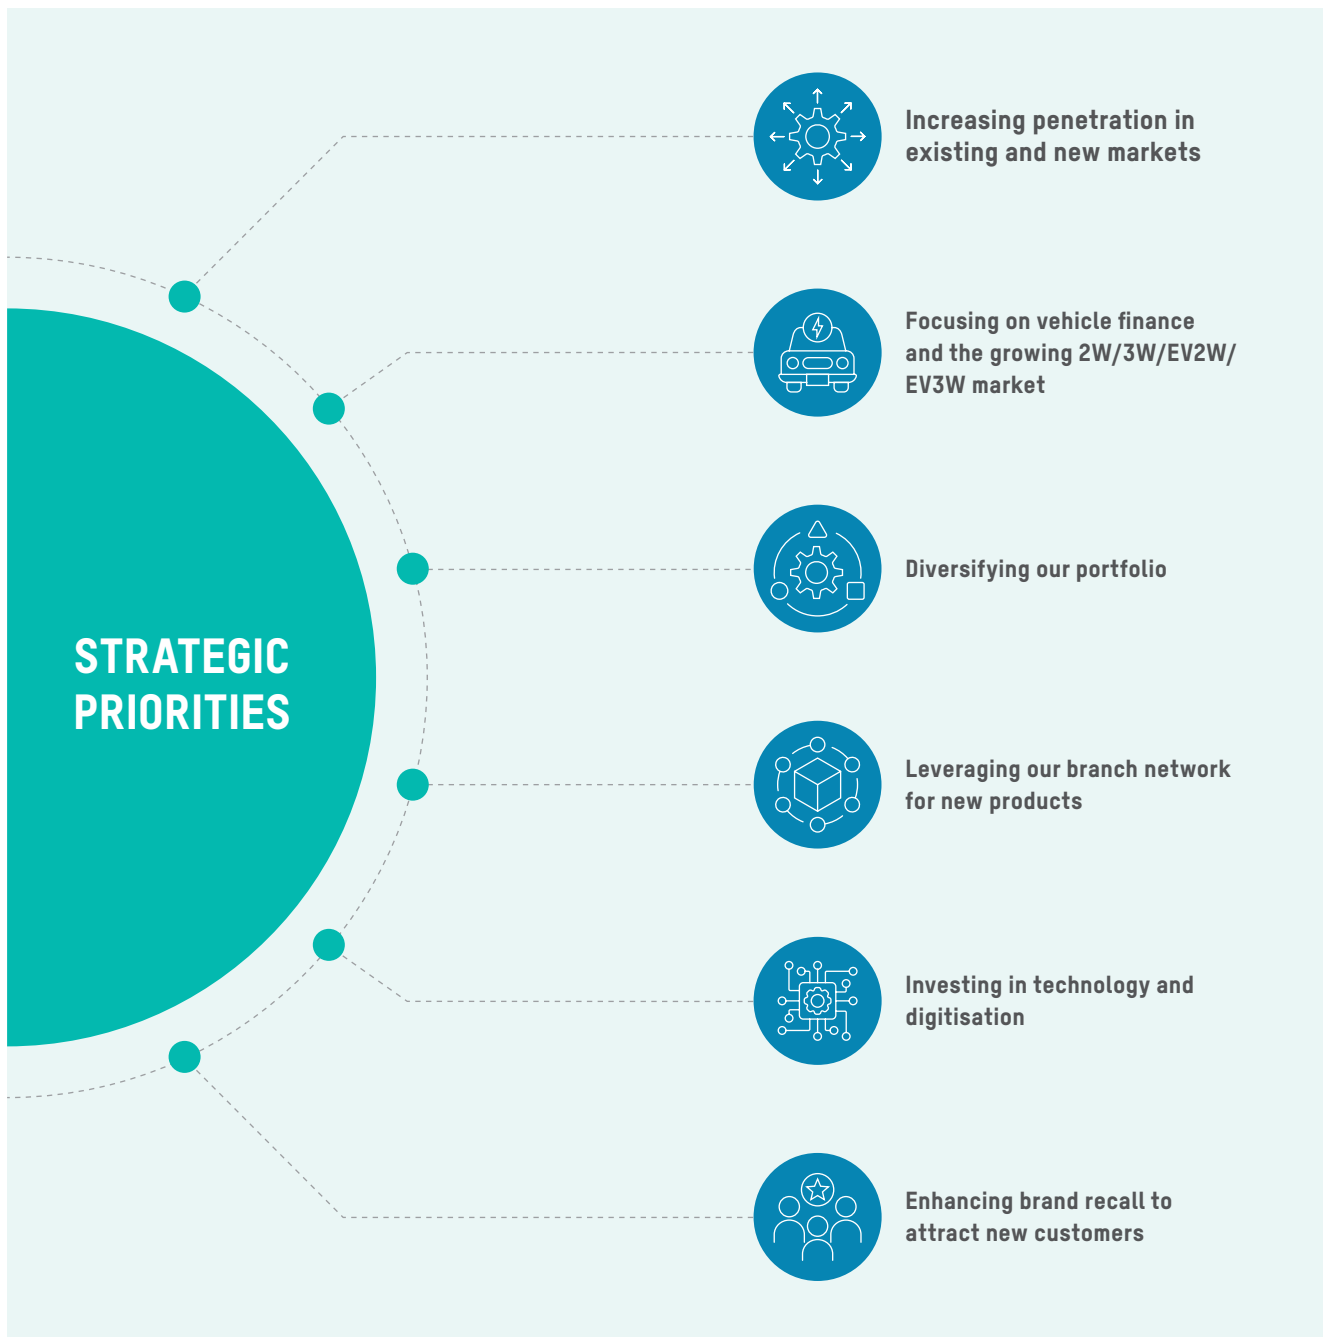 STRATEGIC
PRIORITIES
Increasing penetration in
existing and new markets
Focusing on vehicle finance
and the growing 2W/3W/EV2W/
EV3W market
Diversifying our portfolio
Leveraging our branch network
for new products
Investing in technology and
digitisation
Enhancing brand recall to
attract new customers